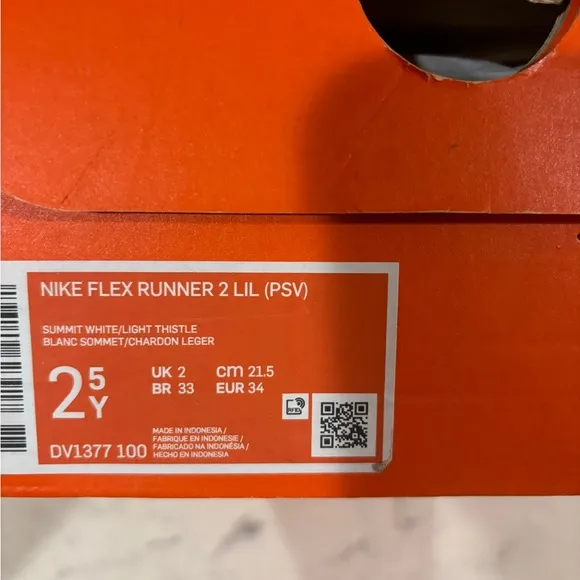 NIKE FLEX RUNNER 2 LIL (PSV)
SUMMIT WHITE/LIGHT THISTLE
BLANC SOMMET/CHARDON LEGER
2 5 Y
UK 2 cm 21.5
BR 33 EUR 34
RFID
DV1377 100
MADE IN INDONESIA /
FABRIQUE EN INDONESIE /
FABRICADO NA INDONÉSIA /
HECHO EN INDONESIA